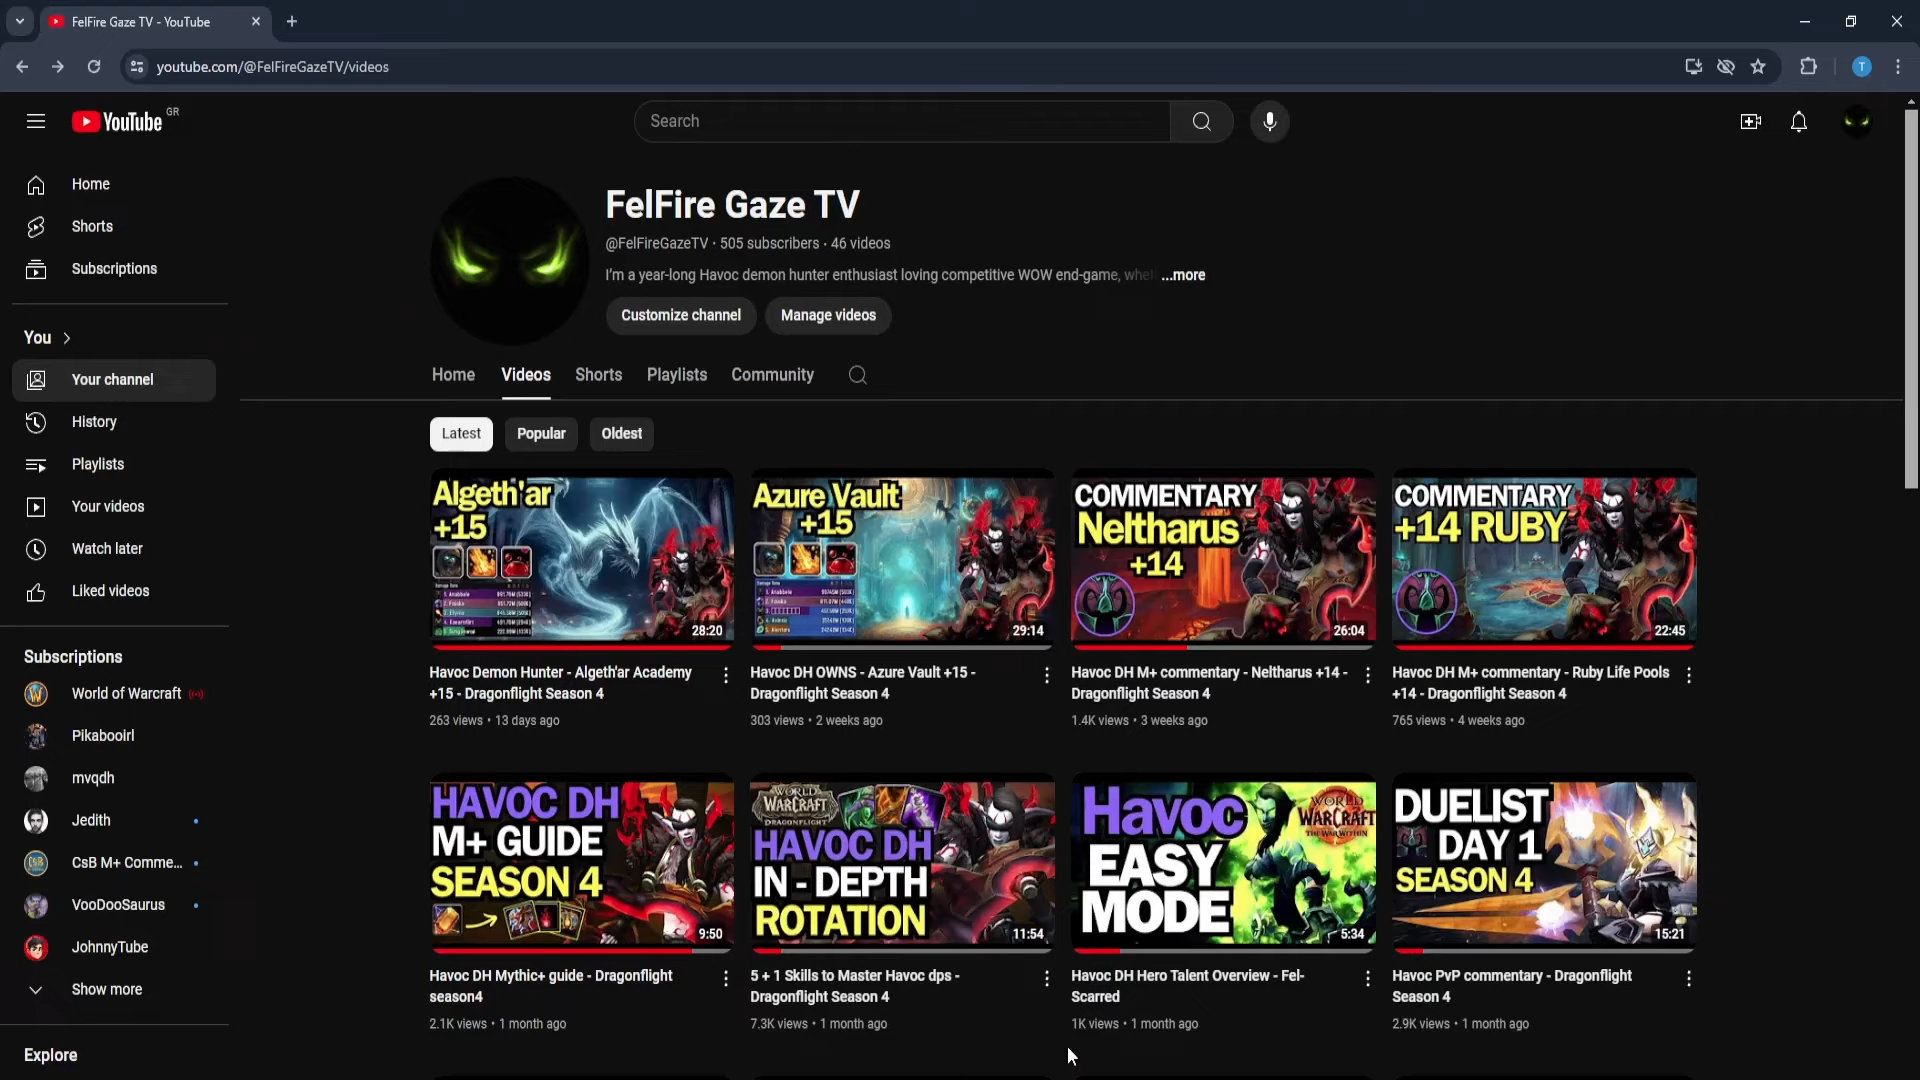 FelFire Gaze TV - YouTube
youtube.com/@FelFireGazeTV/videos
T
YouTube GR
Search
Home
Shorts
Subscriptions
You
Your channel
History
Playlists
Your videos
Watch later
Liked videos
Subscriptions
World of Warcraft
Pikabooirl
mvqdh
Jedith
CsB M+ Comme...
VooDooSaurus
JohnnyTube
Show more
Explore
FelFire Gaze TV
@FelFireGazeTV · 505 subscribers · 46 videos
I'm a year-long Havoc demon hunter enthusiast loving competitive WOW end-game, whet ...more
Customize channel
Manage videos
Home
Videos
Shorts
Playlists
Community
Latest
Popular
Oldest
Algeth'ar
+15
28:20
Havoc Demon Hunter - Algeth'ar Academy
+15 - Dragonflight Season 4
263 views • 13 days ago
Azure Vault
+15
29:14
Havoc DH OWNS - Azure Vault +15 -
Dragonflight Season 4
303 views • 2 weeks ago
COMMENTARY
Neltharus
+14
26:04
Havoc DH M+ commentary - Neltharus +14 -
Dragonflight Season 4
1.4K views • 3 weeks ago
COMMENTARY
+14 RUBY
22:45
Havoc DH M+ commentary - Ruby Life Pools
+14 - Dragonflight Season 4
765 views • 4 weeks ago
HAVOC DH
M+ GUIDE
SEASON 4
9:50
Havoc DH Mythic+ guide - Dragonflight
season4
2.1K views • 1 month ago
WORLD
WARCRAFT
DRAGONFLIGHT
HAVOC DH
IN - DEPTH
ROTATION
11:54
5 + 1 Skills to Master Havoc dps -
Dragonflight Season 4
7.3K views • 1 month ago
Havoc
EASY
MODE
WORLD
WARCRAFT
THE WAR WITHIN
5:34
Havoc DH Hero Talent Overview - Fel-
Scarred
1K views • 1 month ago
DUELIST
DAY 1
SEASON 4
15:21
Havoc PvP commentary - Dragonflight
Season 4
2.9K views • 1 month ago